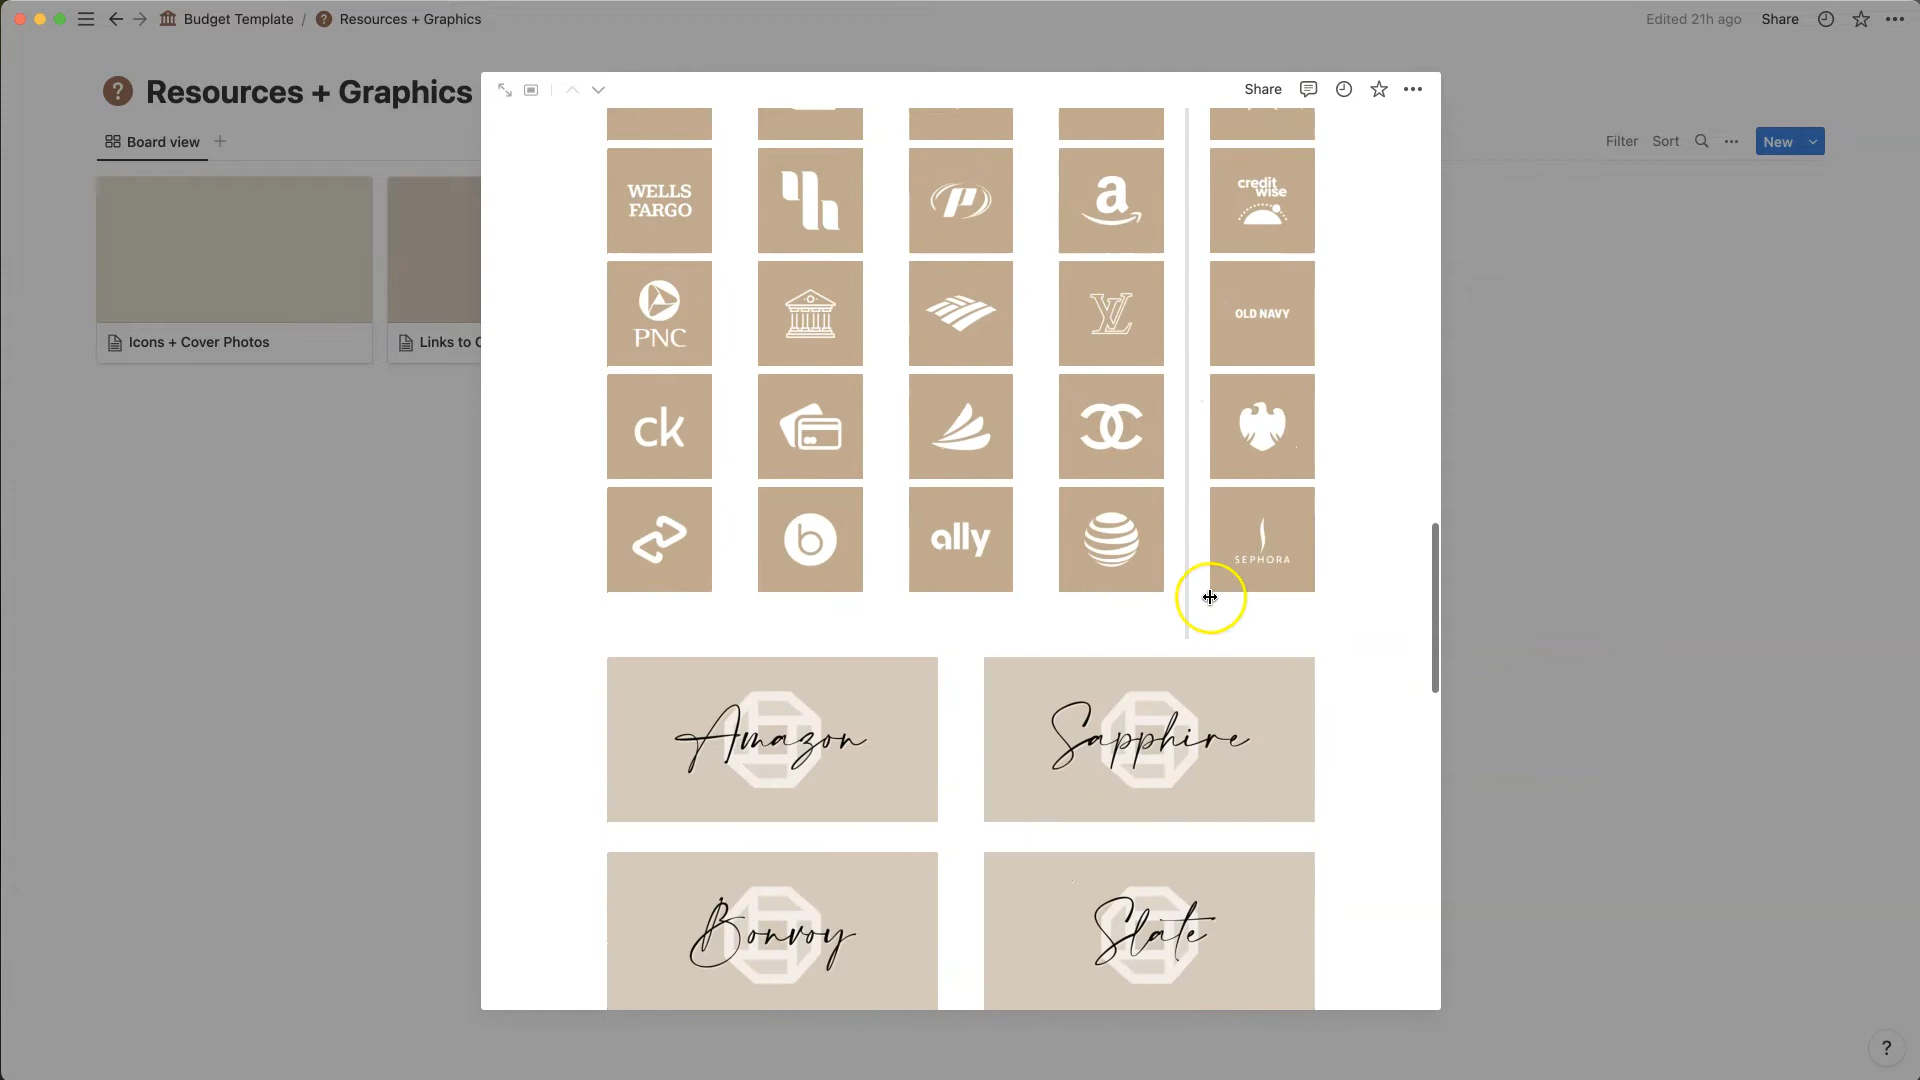 Budget Template / Resources + Graphics
Edited 21h ago Share
? Resources + Graphics
Share
Board view
Filter Sort New
WELLS FARGO
P
a
credit wise
PNC
LV
OLD NAVY
ck
b
ally
SEPHORA
Icons + Cover Photos
Links to C
Amazon
Sapphire
Bonvoy
Slate
?